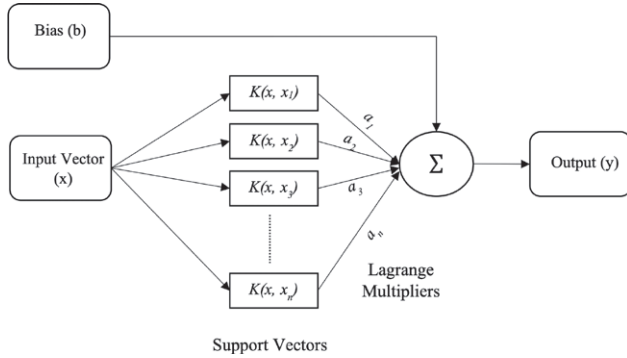 Bias (b)
K(x, x₁)
a₁
K(x, x₂)
a₂
Input Vector
(x)
Σ
Output (y)
K(x, x₃)
a₃
aₙ
K(x, xₙ)
Lagrange
Multipliers
Support Vectors